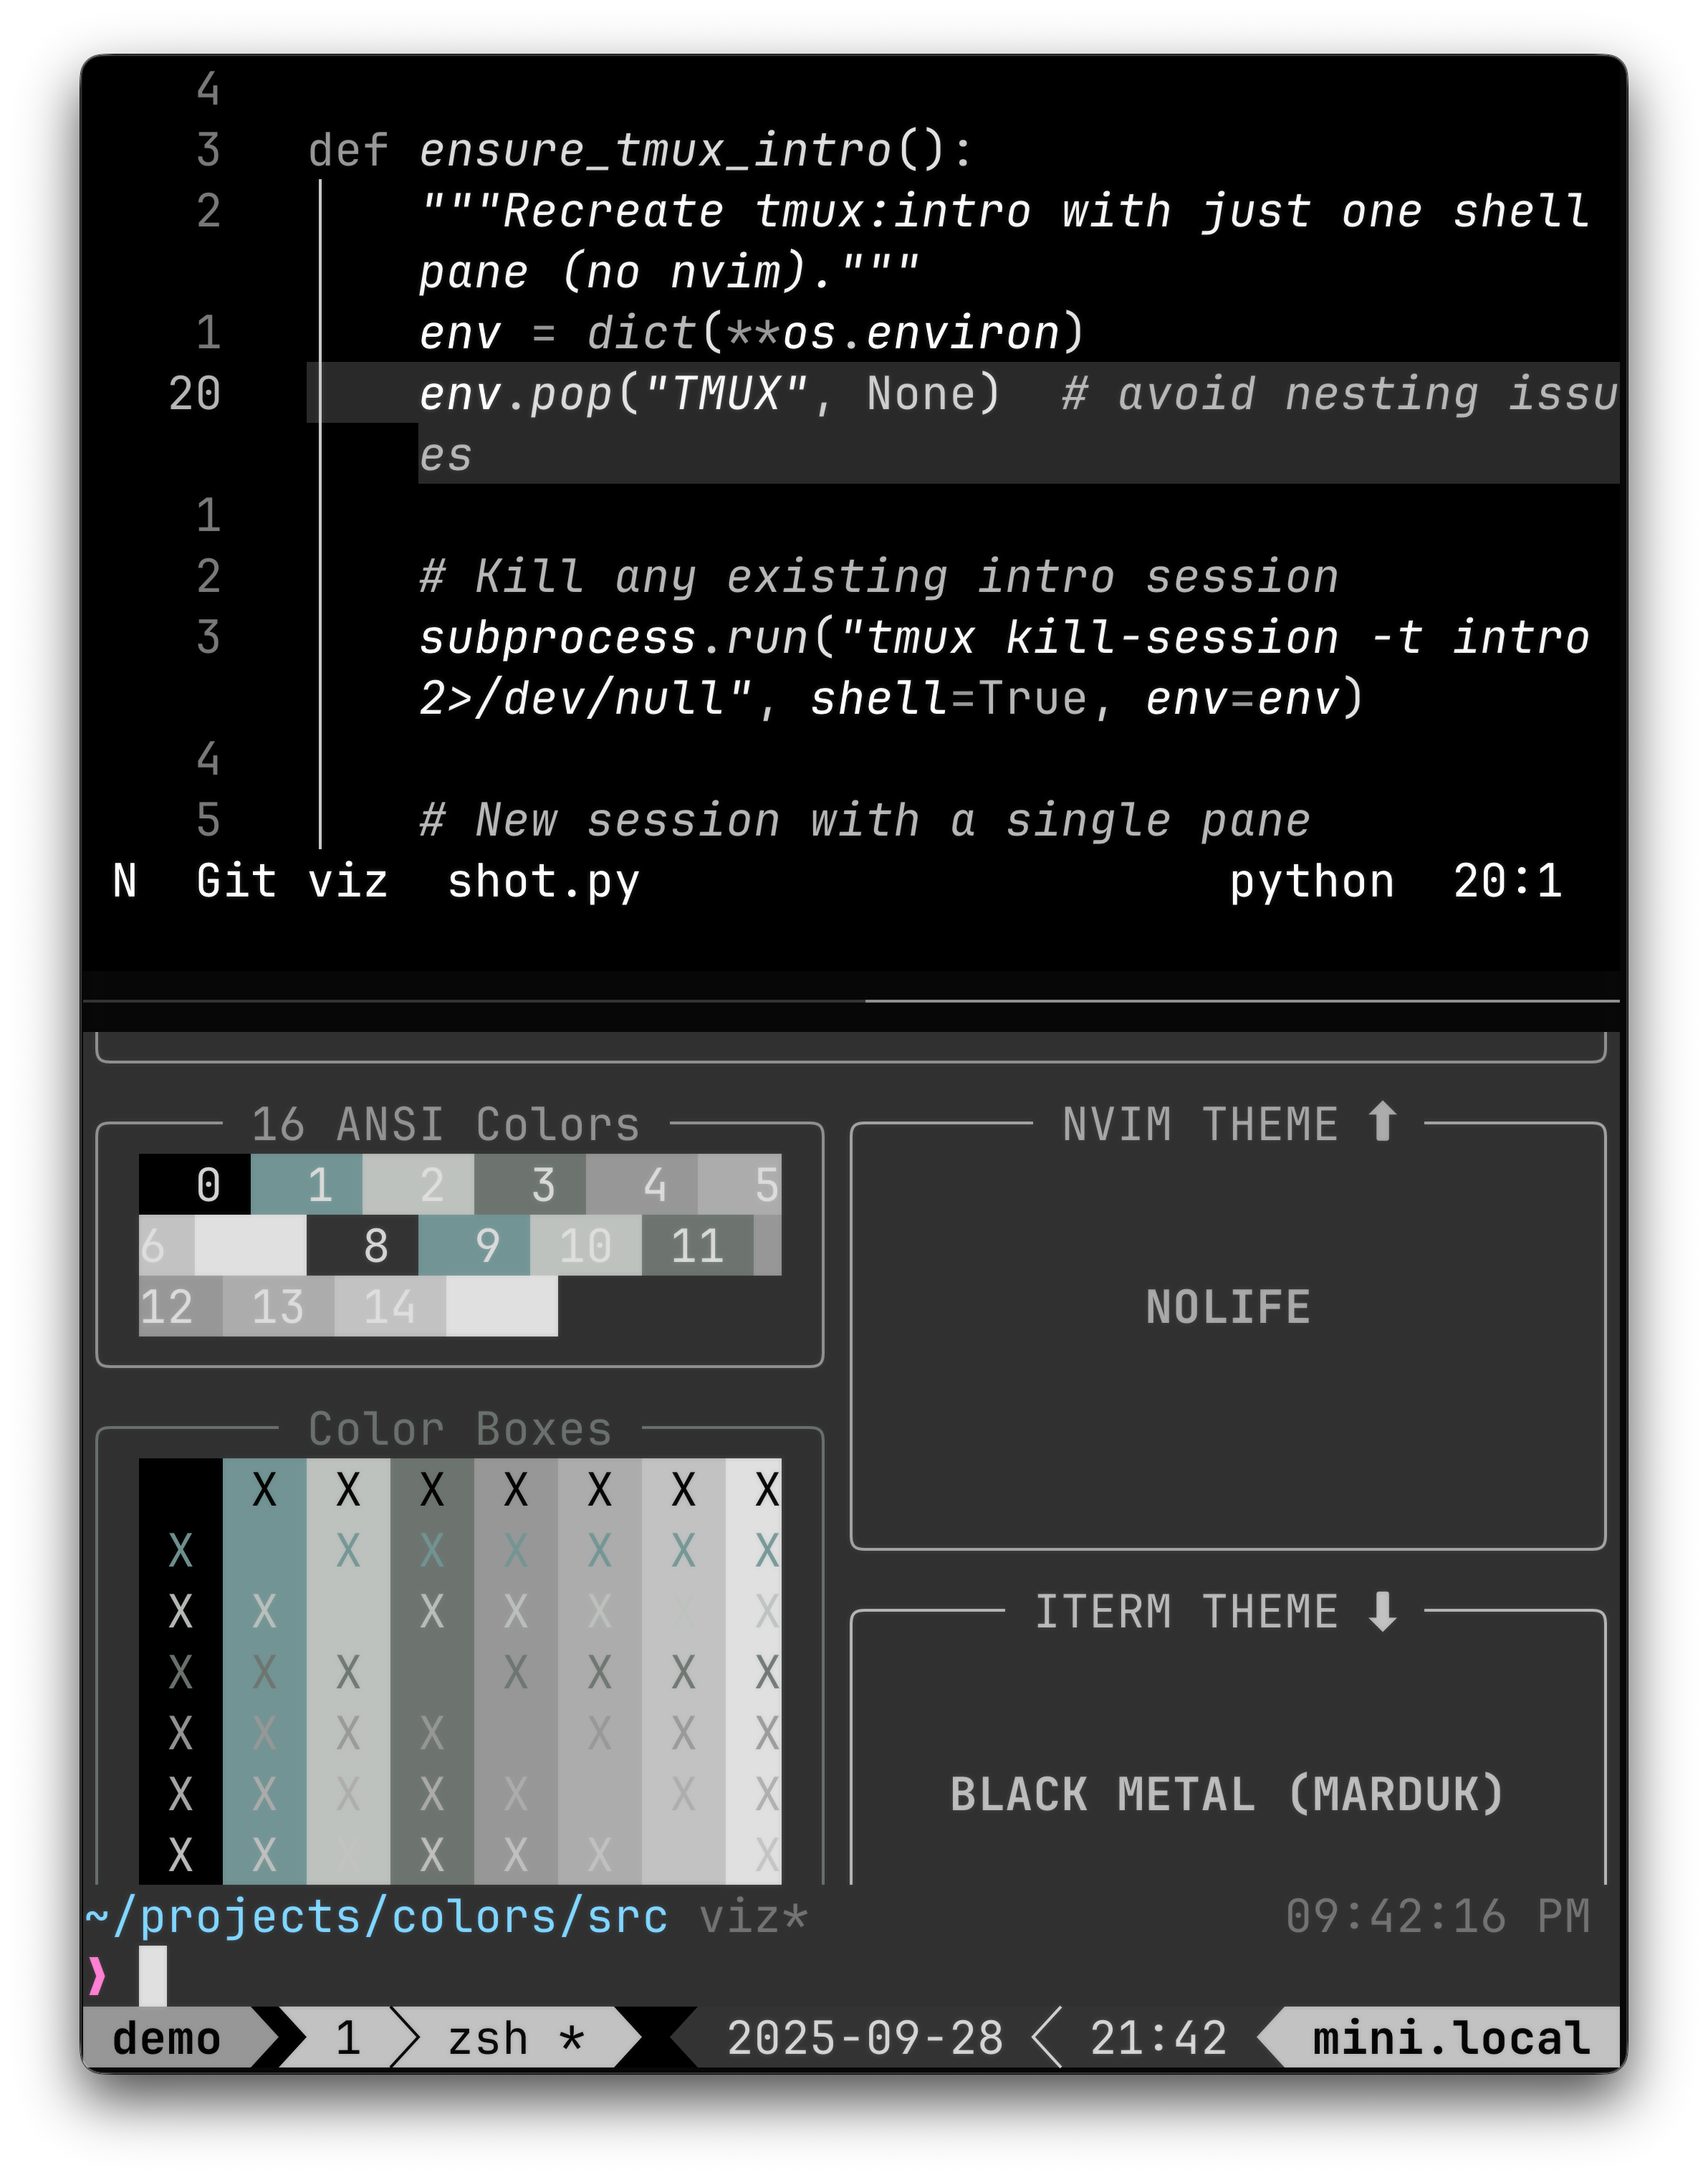 4
3 def ensure_tmux_intro():
2 """Recreate tmux:intro with just one shell
pane (no nvim)."""
1 env = dict(**os.environ)
20 env.pop("TMUX", None)  # avoid nesting issu
es
1
2 # Kill any existing intro session
3 subprocess.run("tmux kill-session -t intro
2>/dev/null", shell=True, env=env)
4
5 # New session with a single pane
N Git viz shot.py python 20:1
16 ANSI Colors
0 1 2 3 4 5
6 8 9 10 11
12 13 14
NVIM THEME ⬆
NOLIFE
Color Boxes
X X X X X X X
X X X X X X X
X X X X X X X
X X X X X X X
X X X X X X X
X X X X X X X
X X X X X X X
ITERM THEME ⬇
BLACK METAL (MARDUK)
~/projects/colors/src viz* 09:42:16 PM
❯
demo 1 zsh * 2025-09-28 21:42 mini.local